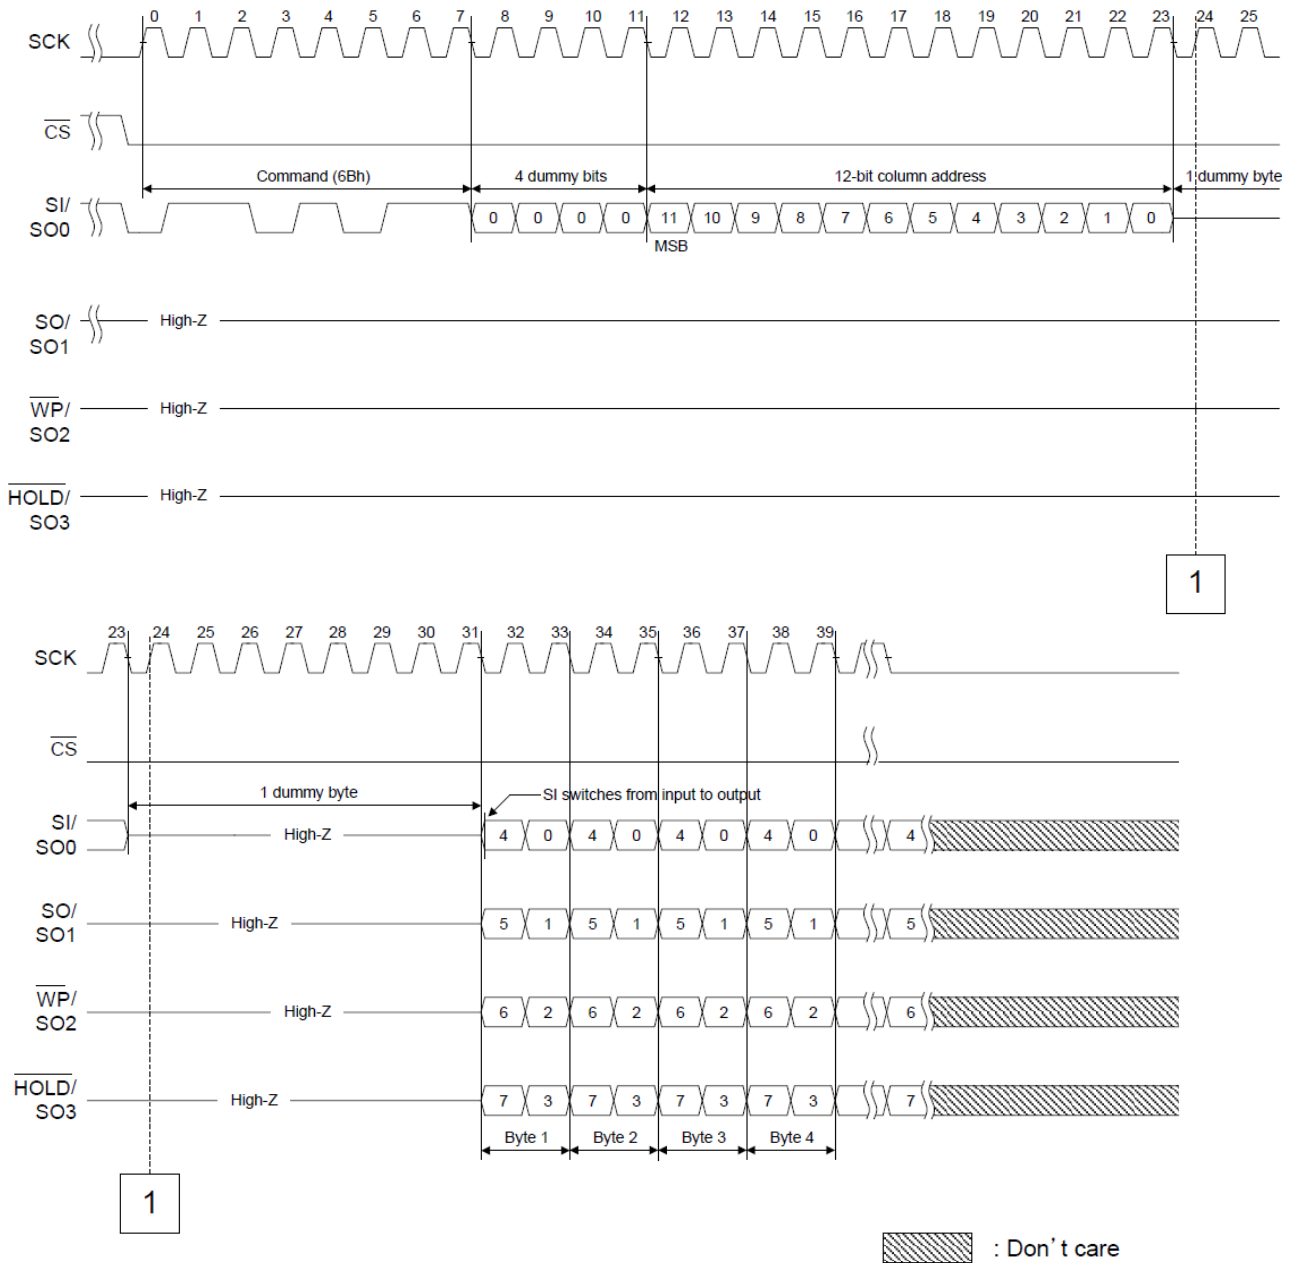 0 1 2 3 4 5 6 7 8 9 10 11 12 13 14 15 16 17 18 19 20 21 22 23 24 25
SCK
CS
Command (6Bh) 4 dummy bits 12-bit column address 1 dummy byte
SI/
SO0
0 0 0 0 11 10 9 8 7 6 5 4 3 2 1 0
MSB
SO/
SO1
High-Z
WP/
SO2
High-Z
HOLD/
SO3
High-Z
1
23 24 25 26 27 28 29 30 31 32 33 34 35 36 37 38 39
SCK
CS
1 dummy byte
SI switches from input to output
SI/
SO0
High-Z 4 0 4 0 4 0 4 0 4
SO/
SO1
High-Z 5 1 5 1 5 1 5 1 5
WP/
SO2
High-Z 6 2 6 2 6 2 6 2 6
HOLD/
SO3
High-Z 7 3 7 3 7 3 7 3 7
Byte 1 Byte 2 Byte 3 Byte 4
1
: Don't care